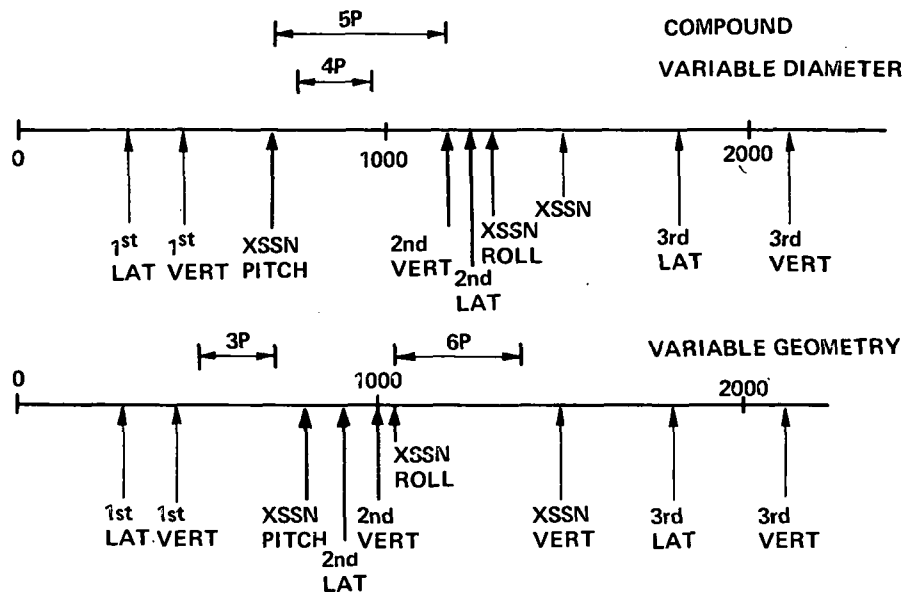 5P
COMPOUND
VARIABLE DIAMETER
4P
0
1000
2000
1st
LAT
1st
VERT
XSSN
PITCH
2nd
VERT
2nd
LAT
XSSN
ROLL
XSSN
3rd
LAT
3rd
VERT
3P
6P
VARIABLE GEOMETRY
0
1000
2000
1st
LAT
1st
VERT
XSSN
PITCH
2nd
LAT
2nd
VERT
XSSN
ROLL
XSSN
VERT
3rd
LAT
3rd
VERT